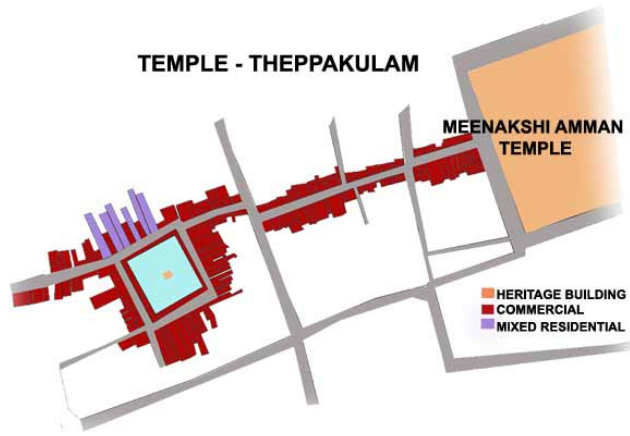 TEMPLE - THEPPAKULAM
MEENAKSHI AMMAN
TEMPLE
HERITAGE BUILDING
COMMERCIAL
MIXED RESIDENTIAL